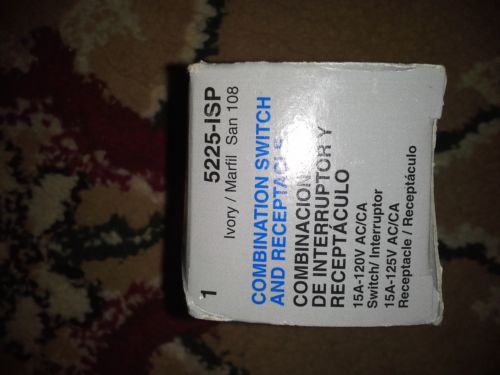 1
5225-ISP
Ivory / Marfil San 108
COMBINATION SWITCH
AND RECEPTACLE
COMBINACION
DE INTERRUPTOR Y
RECEPTÁCULO
15A-120V AC/CA
Switch/ Interruptor
15A-125V AC/CA
Receptacle / Receptáculo